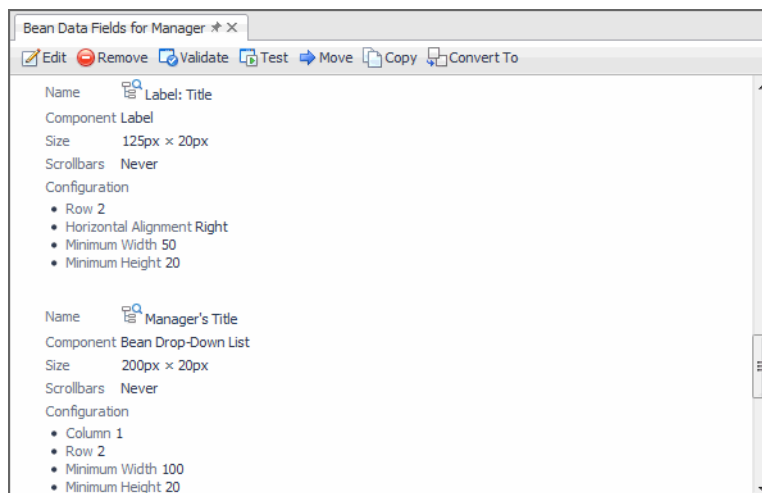 Bean Data Fields for Manager
Edit Remove Validate Test Move Copy Convert To
Name Label: Title
Component Label
Size 125px × 20px
Scrollbars Never
Configuration
• Row 2
• Horizontal Alignment Right
• Minimum Width 50
• Minimum Height 20
Name Manager's Title
Component Bean Drop-Down List
Size 200px × 20px
Scrollbars Never
Configuration
• Column 1
• Row 2
• Minimum Width 100
• Minimum Height 20